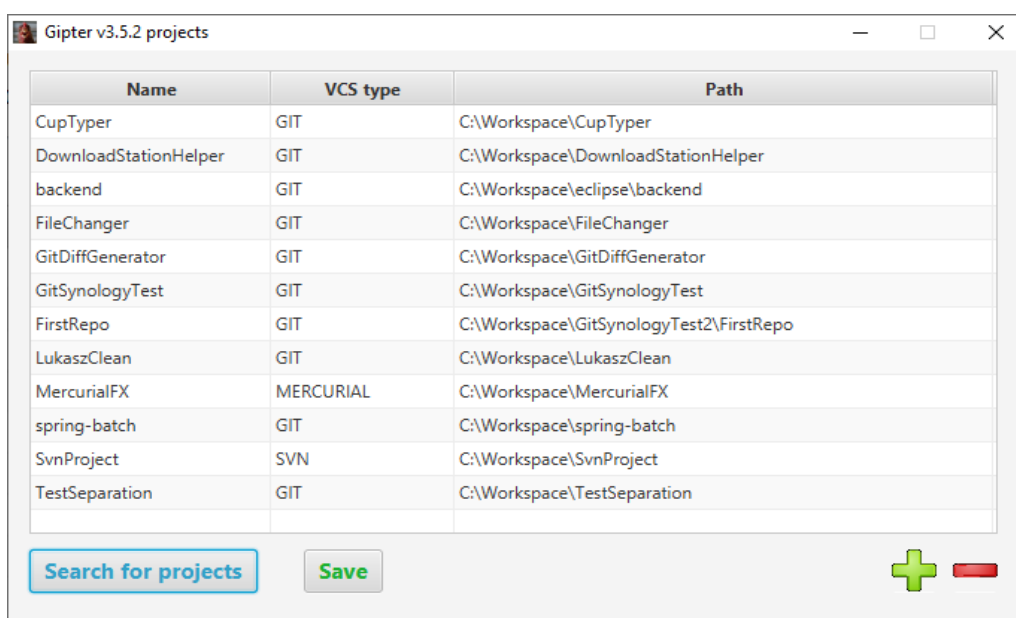 Gipter v3.5.2 projects
Name VCS type Path
CupTyper GIT C:\Workspace\CupTyper
DownloadStationHelper GIT C:\Workspace\DownloadStationHelper
backend GIT C:\Workspace\eclipse\backend
FileChanger GIT C:\Workspace\FileChanger
GitDiffGenerator GIT C:\Workspace\GitDiffGenerator
GitSynologyTest GIT C:\Workspace\GitSynologyTest
FirstRepo GIT C:\Workspace\GitSynologyTest2\FirstRepo
LukaszClean GIT C:\Workspace\LukaszClean
MercurialFX MERCURIAL C:\Workspace\MercurialFX
spring-batch GIT C:\Workspace\spring-batch
SvnProject SVN C:\Workspace\SvnProject
TestSeparation GIT C:\Workspace\TestSeparation
Search for projects Save